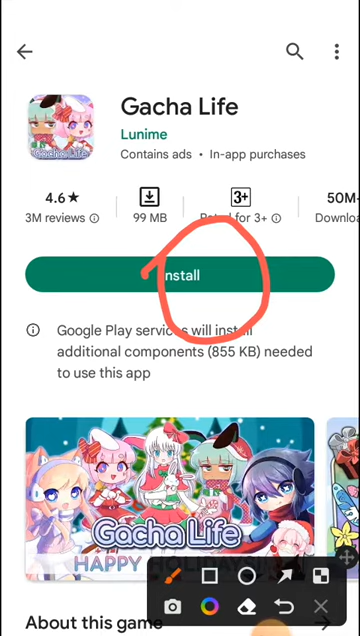 Gacha Life
Lunime
Contains ads • In-app purchases
4.6★
3+
50M+
3M reviews
99 MB
Rated for 3+
Install
Google Play services will install
additional components (855 KB) needed
to use this app
Gacha Life
HAPPY HOLIDAYS!
About this game